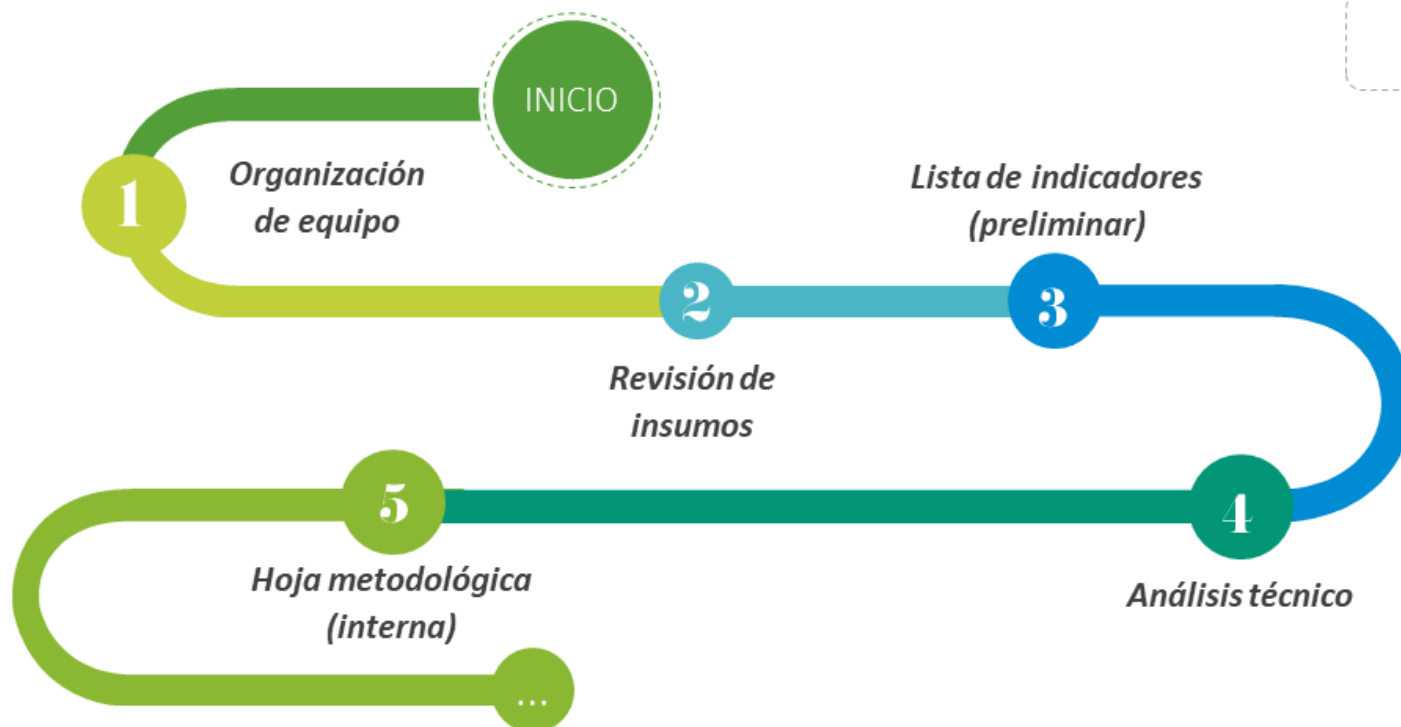 INICIO
1
Organización
de equipo
2
Revisión de
insumos
Lista de indicadores
(preliminar)
3
4
Análisis técnico
5
Hoja metodológica
(interna)
...